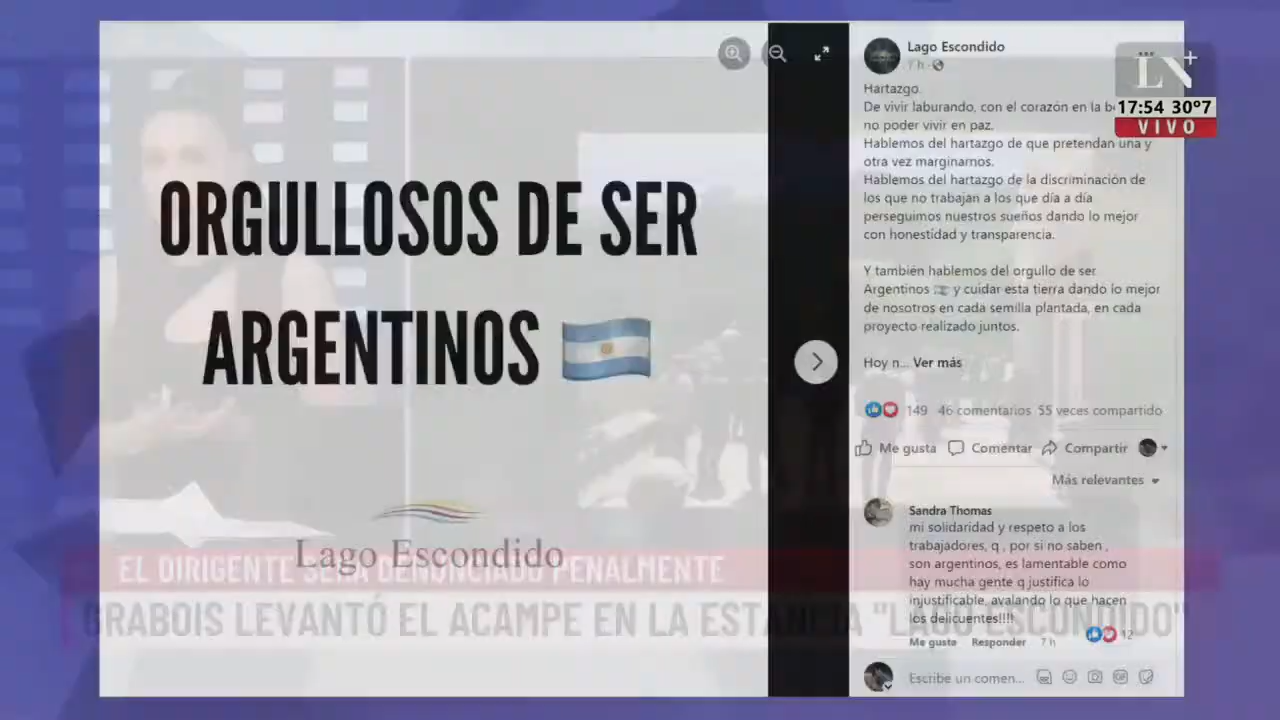 ORGULLOSOS DE SER
ARGENTINOS
Lago Escondido
EL DIRIGENTE SERÁ DENUNCIADO PENALMENTE
GRABOIS LEVANTÓ EL ACAMPE EN LA ESTANCIA "LAGO ESCONDIDO"
Lago Escondido
7 h
LN+
17:54 30º7
VIVO
Hartazgo.
De vivir laburando, con el corazón en la
no poder vivir en paz.
Hablemos del hartazgo de que pretendan una y
otra vez marginarnos.
Hablemos del hartazgo de la discriminación de
los que no trabajan a los que día a día
perseguimos nuestros sueños dando lo mejor
con honestidad y transparencia.
Y también hablemos del orgullo de ser
Argentinos y cuidar esta tierra dando lo mejor
de nosotros en cada semilla plantada, en cada
proyecto realizado juntos.
Hoy n... Ver más
149 46 comentarios 55 veces compartido
Me gusta Comentar Compartir
Más relevantes
Sandra Thomas
mi solidaridad y respeto a los
trabajadores, q , por si no saben ,
son argentinos, es lamentable como
hay mucha gente q justifica lo
injustificable, avalando lo que hacen
los delicuentes!!!!
12
Me gusta Responder 7 h
Escribe un comen...